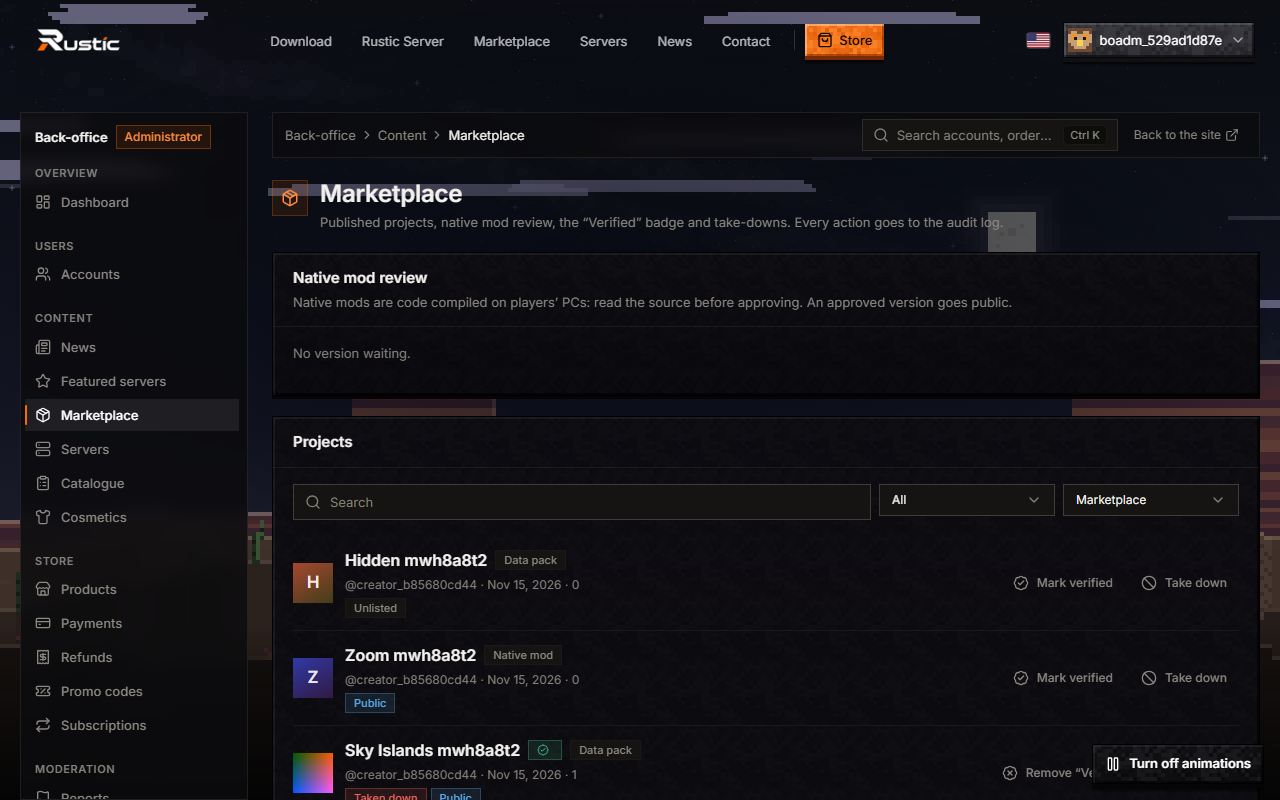 Rustic
Download
Rustic Server
Marketplace
Servers
News
Contact
Store
boadm_529ad1d87e
Back-office
Administrator
OVERVIEW
Dashboard
USERS
Accounts
CONTENT
News
Featured servers
Marketplace
Servers
Catalogue
Cosmetics
STORE
Products
Payments
Refunds
Promo codes
Subscriptions
MODERATION
Reports
Back-office > Content > Marketplace
Search accounts, order...
Ctrl K
Back to the site
Marketplace
Published projects, native mod review, the “Verified” badge and take-downs. Every action goes to the audit log.
Native mod review
Native mods are code compiled on players’ PCs: read the source before approving. An approved version goes public.
No version waiting.
Projects
Search
All
Marketplace
H
Hidden mwh8a8t2
Data pack
@creator_b85680cd44 · Nov 15, 2026 · 0
Unlisted
Mark verified
Take down
Z
Zoom mwh8a8t2
Native mod
@creator_b85680cd44 · Nov 15, 2026 · 0
Public
Mark verified
Take down
Sky Islands mwh8a8t2
Data pack
@creator_b85680cd44 · Nov 15, 2026 · 1
Taken down
Public
Remove “Ve
Turn off animations